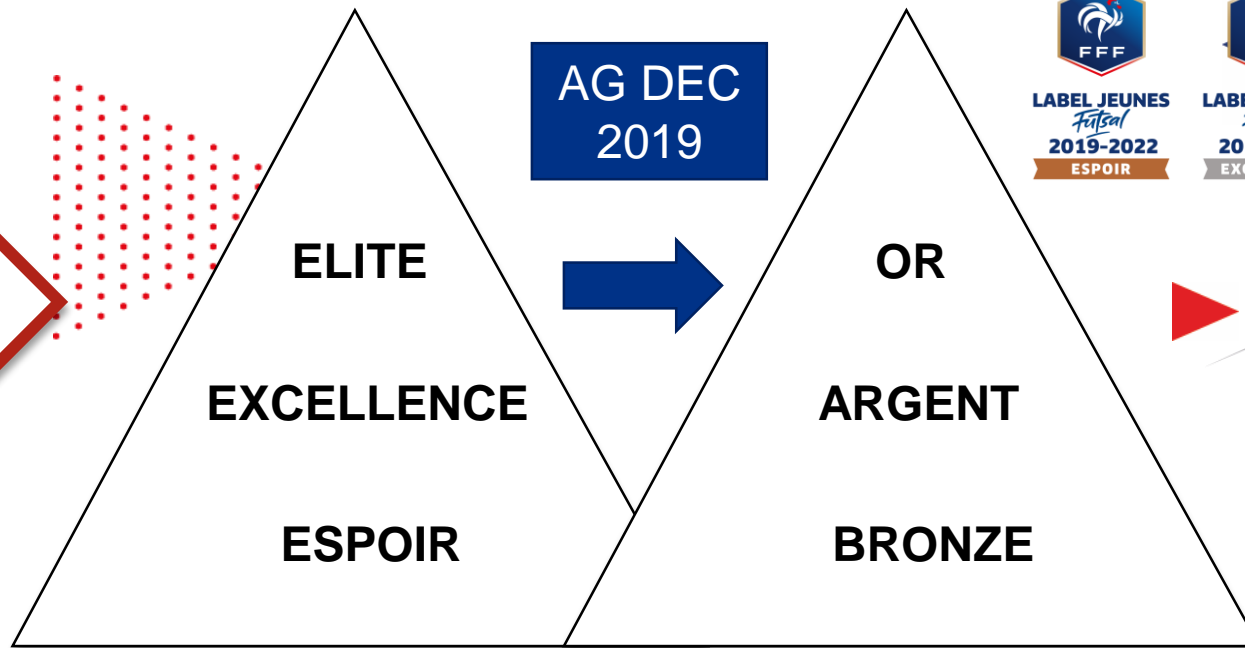 AG DEC
2019
FFF
LABEL JEUNES
Futsal
2019-2022
ESPOIR
ELITE
EXCELLENCE
ESPOIR
OR
ARGENT
BRONZE